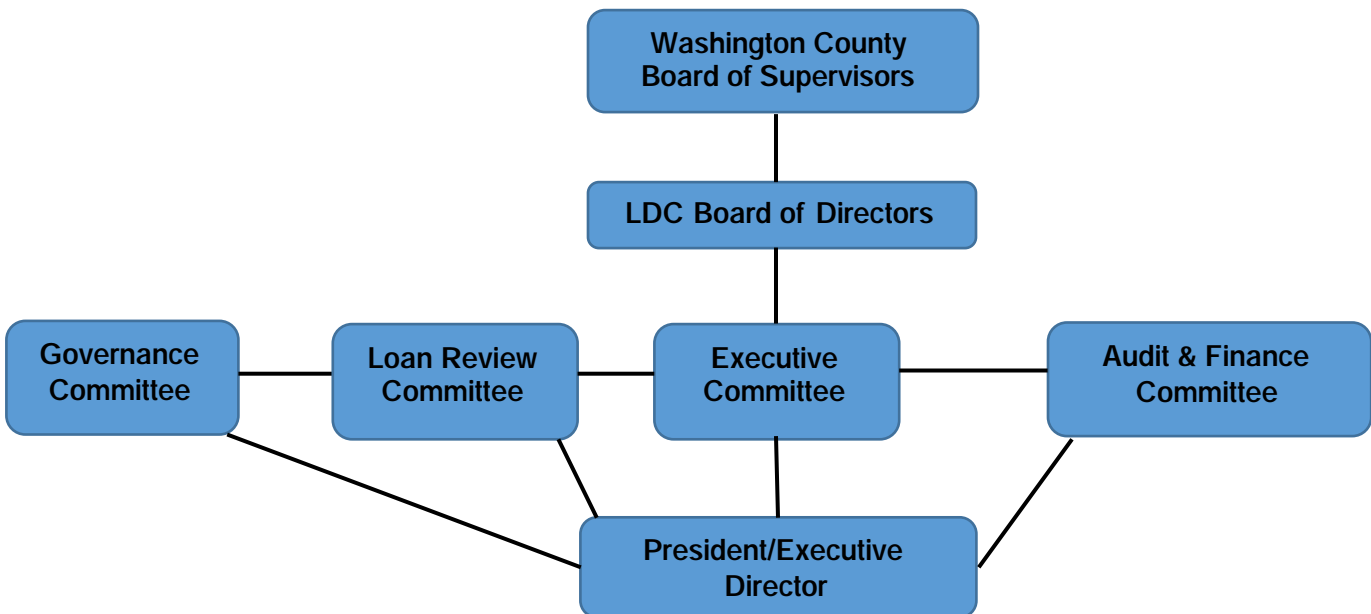 Washington County
Board of Supervisors
LDC Board of Directors
Governance
Committee
Loan Review
Committee
Executive
Committee
Audit & Finance
Committee
President/Executive
Director